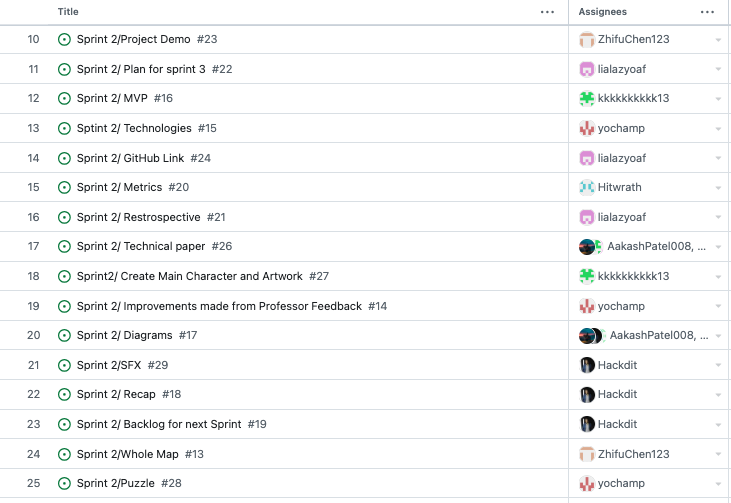 Title ... Assignees ...
10 Sprint 2/Project Demo #23 ZhifuChen123
11 Sprint 2/ Plan for sprint 3 #22 lialazyoaf
12 Sprint 2/ MVP #16 kkkkkkkkkk13
13 Sptint 2/ Technologies #15 yochamp
14 Sprint 2/ GitHub Link #24 lialazyoaf
15 Sprint 2/ Metrics #20 Hitwrath
16 Sprint 2/ Restrospective #21 lialazyoaf
17 Sprint 2/ Technical paper #26 AakashPatel008, ...
18 Sprint2/ Create Main Character and Artwork #27 kkkkkkkkkk13
19 Sprint 2/ Improvements made from Professor Feedback #14 yochamp
20 Sprint 2/ Diagrams #17 AakashPatel008, ...
21 Sprint 2/SFX #29 Hackdit
22 Sprint 2/ Recap #18 Hackdit
23 Sprint 2/ Backlog for next Sprint #19 Hackdit
24 Sprint 2/Whole Map #13 ZhifuChen123
25 Sprint 2/Puzzle #28 yochamp